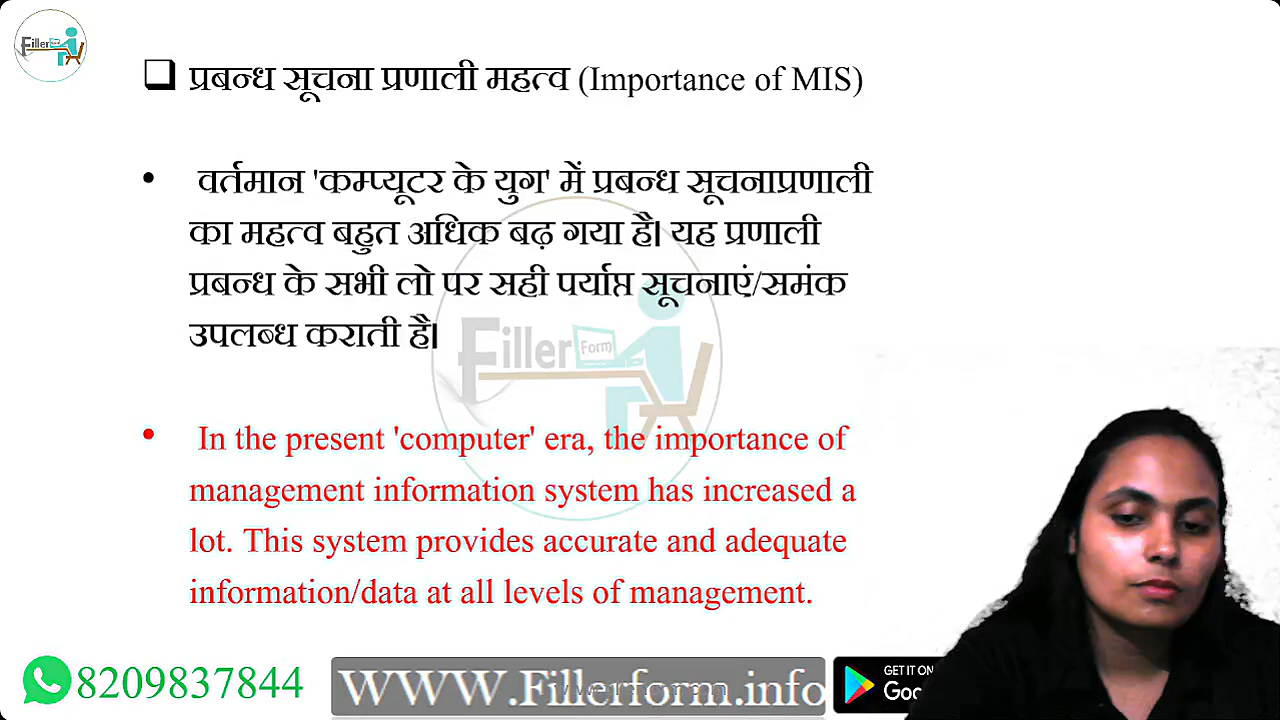 Filler Form
❑ प्रबन्ध सूचना प्रणाली महत्व (Importance of MIS)
• वर्तमान 'कम्प्यूटर के युग' में प्रबन्ध सूचनाप्रणाली
का महत्व बहुत अधिक बढ़ गया है। यह प्रणाली
प्रबन्ध के सभी लो पर सही पर्याप्त सूचनाएं/समंक
उपलब्ध कराती है।
Filler Form
• In the present 'computer' era, the importance of
management information system has increased a
lot. This system provides accurate and adequate
information/data at all levels of management.
8209837844
WWW.Fillerform.info
GET IT ON
Goo